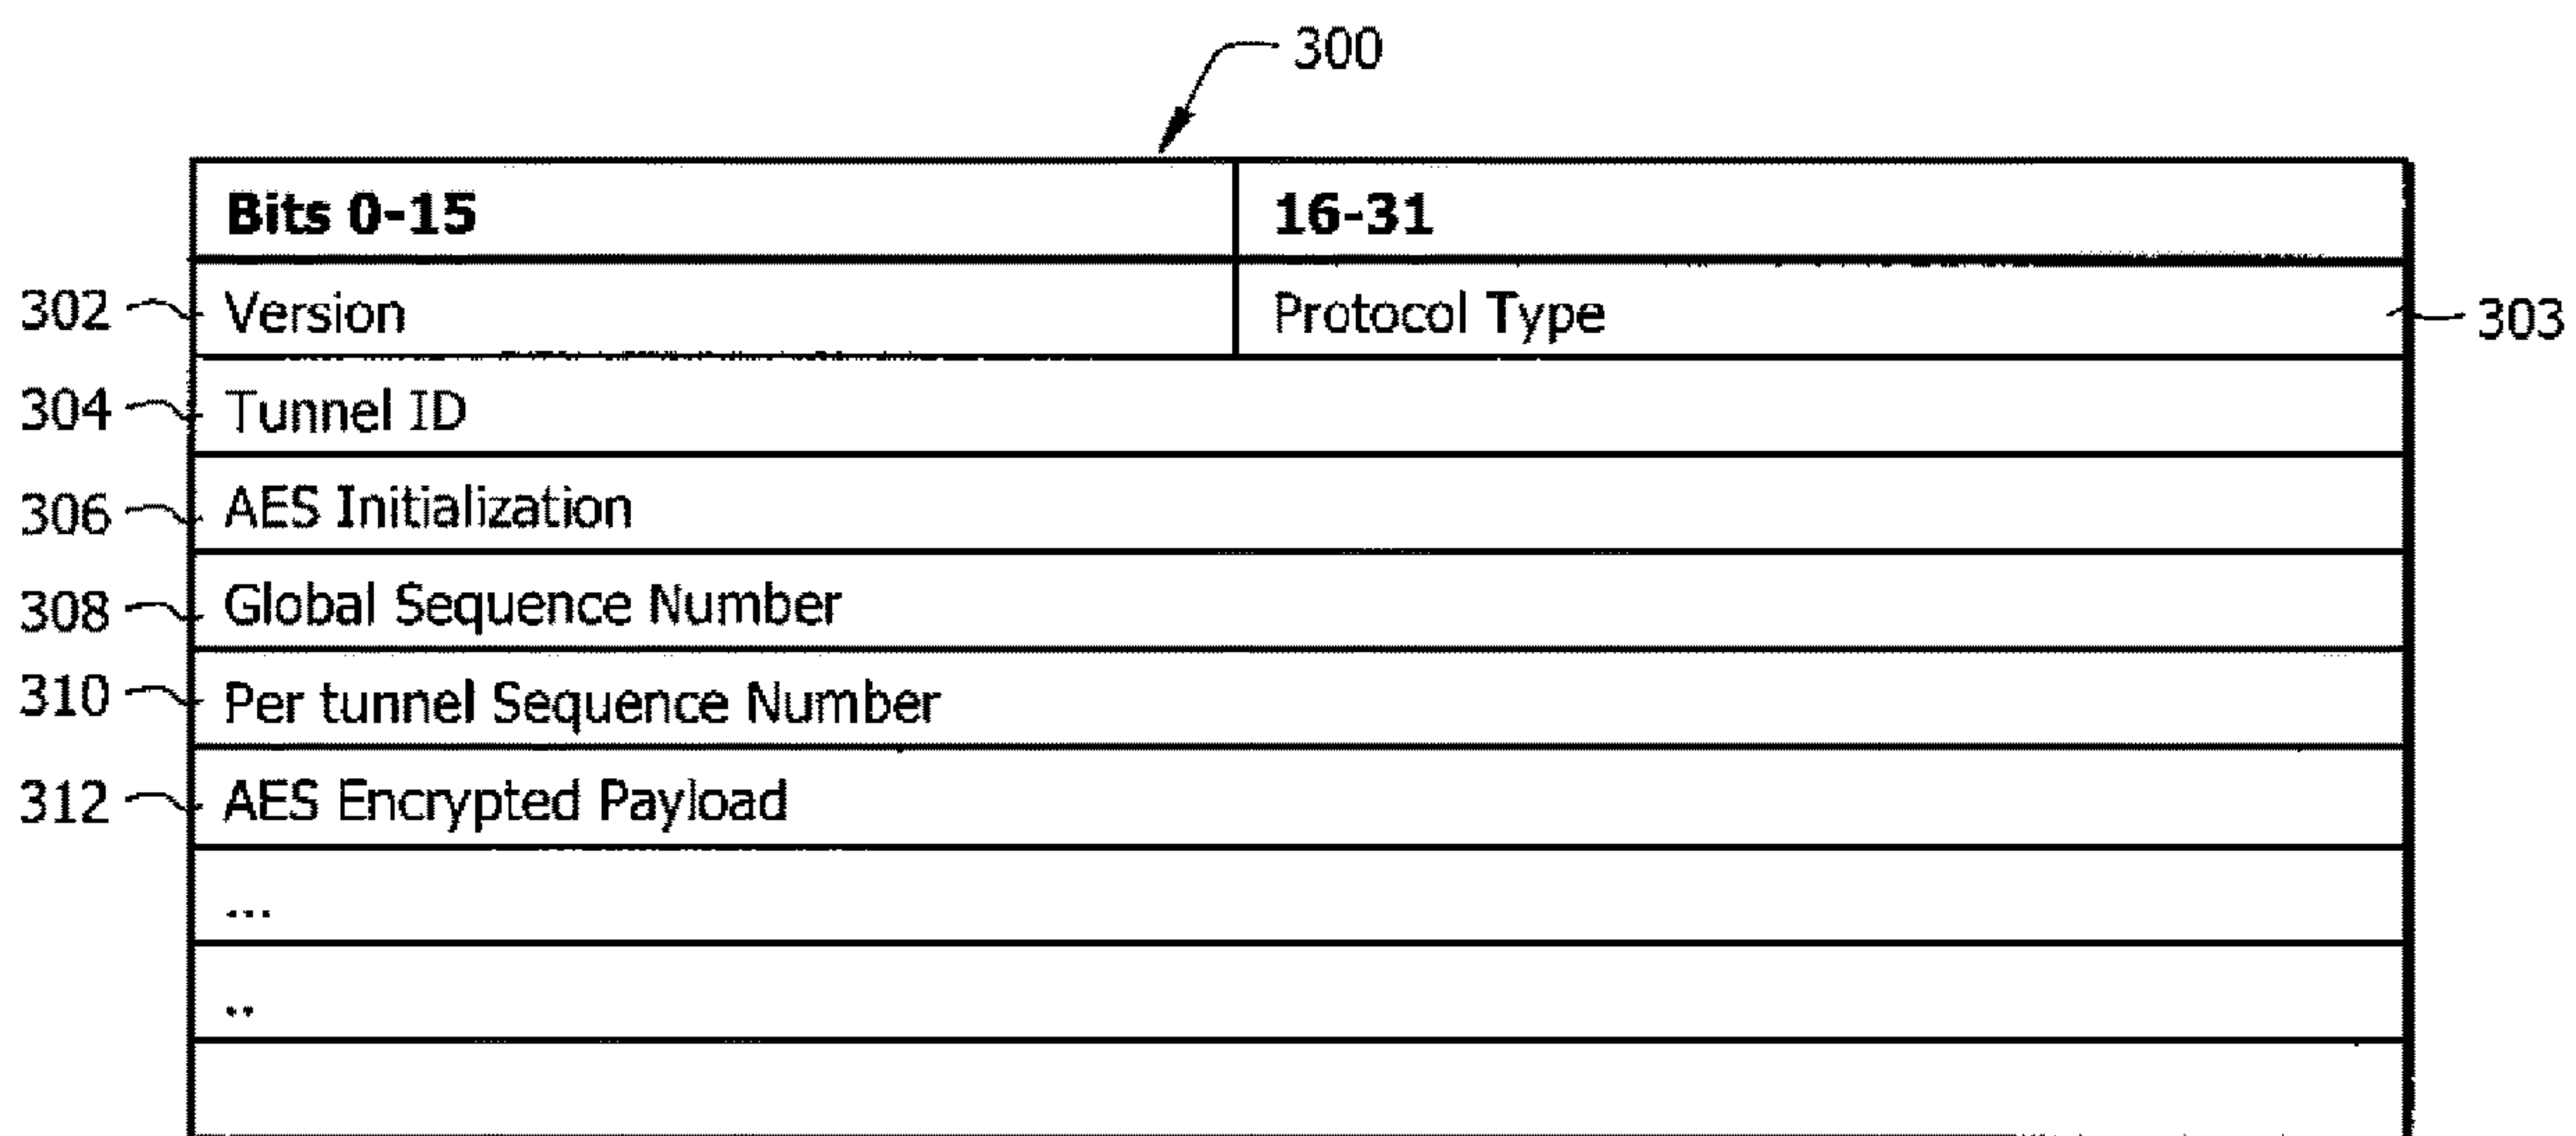 300
Bits 0-15 16-31
302 Version Protocol Type 303
304 Tunnel ID
306 AES Initialization
308 Global Sequence Number
310 Per tunnel Sequence Number
312 AES Encrypted Payload
...
..